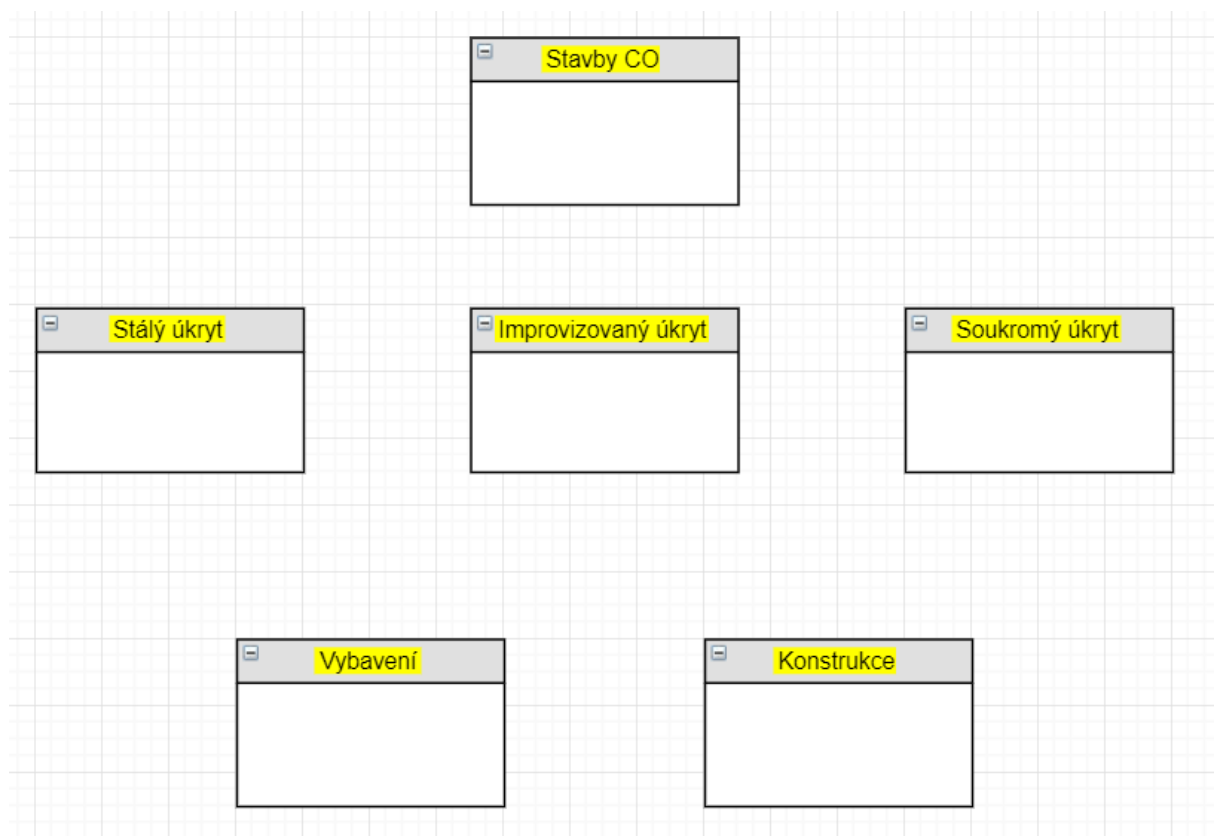 Stavby CO
Stálý úkryt
Improvizovaný úkryt
Soukromý úkryt
Vybavení
Konstrukce